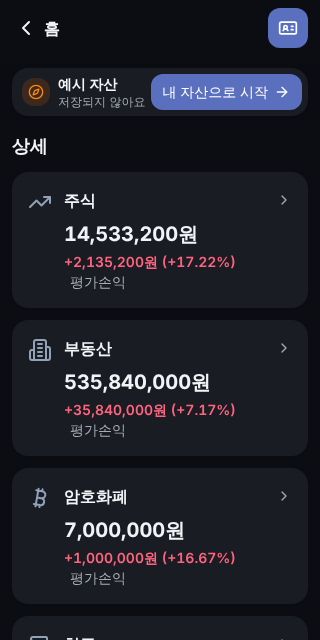 홈
예시 자산
저장되지 않아요
내 자산으로 시작
상세
주식
14,533,200원
+2,135,200원 (+17.22%)
평가손익
부동산
535,840,000원
+35,840,000원 (+7.17%)
평가손익
암호화폐
7,000,000원
+1,000,000원 (+16.67%)
평가손익